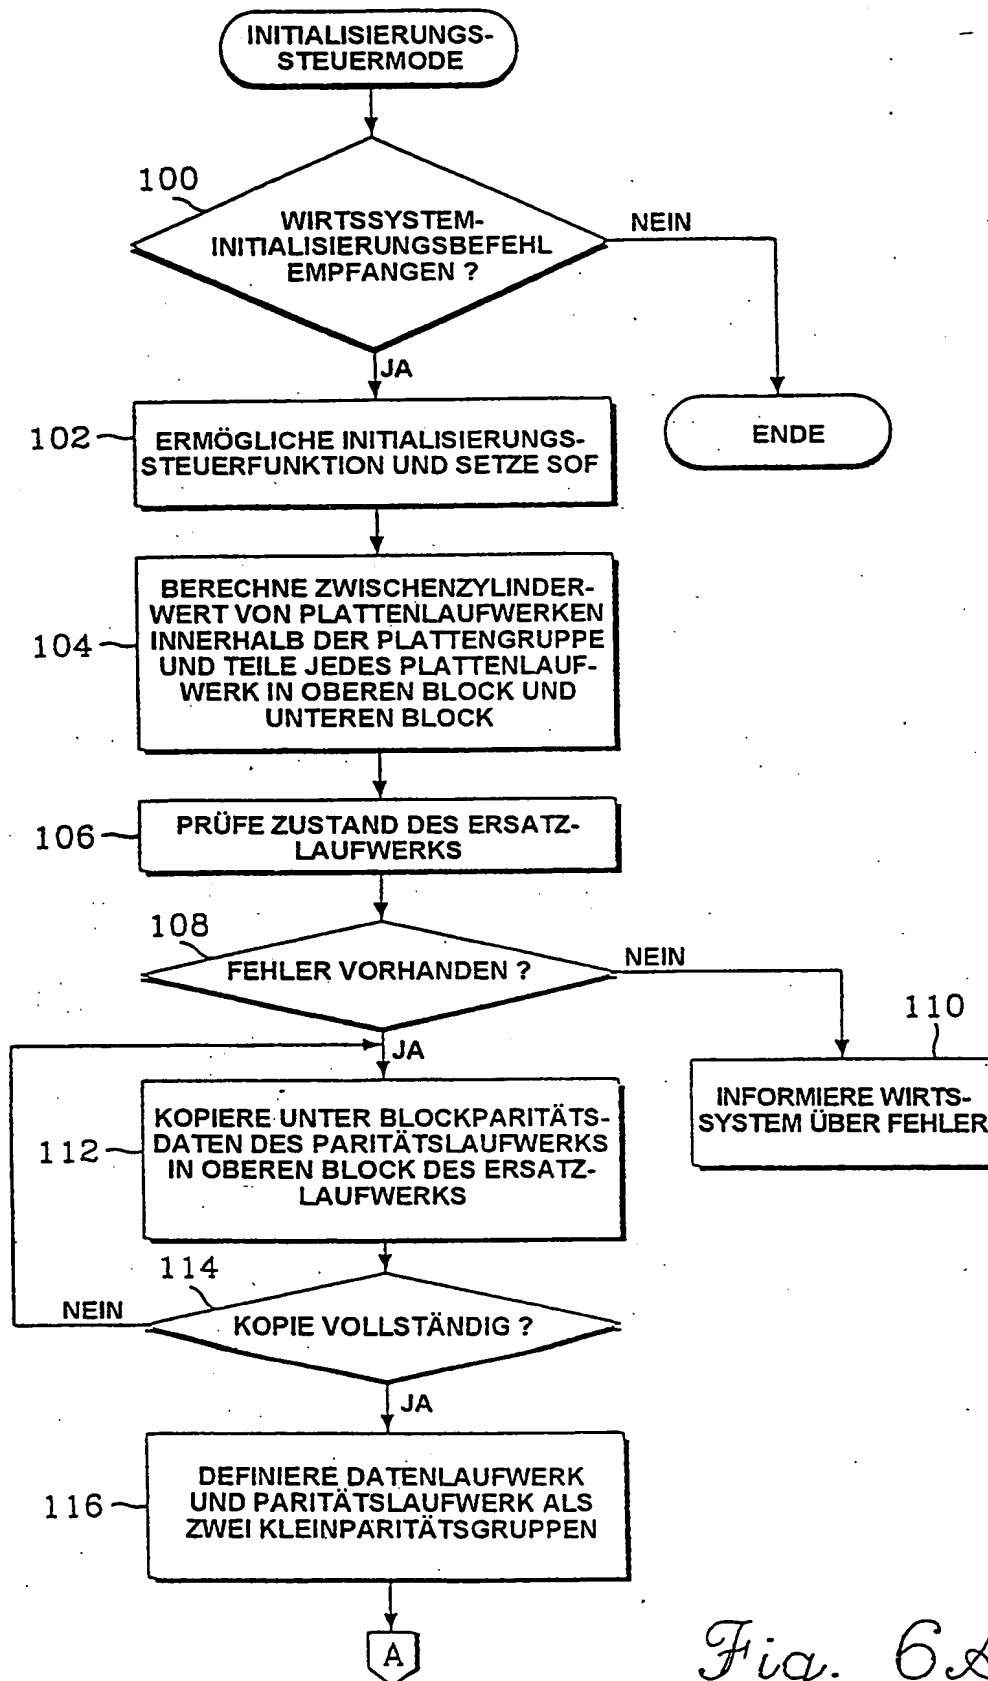 INITIALISIERUNGS-
STEUERMODE
100
WIRTSSYSTEM-
INITIALISIERUNGSBEFEHL
EMPFANGEN ?
NEIN
JA
ENDE
102
ERMÖGLICHE INITIALISIERUNGS-
STEUERFUNKTION UND SETZE SOF
104
BERECHNE ZWISCHENZYLINDER-
WERT VON PLATTENLAUFWERKEN
INNERHALB DER PLATTENGRUPPE
UND TEILE JEDES PLATTENLAUF-
WERK IN OBEREN BLOCK UND
UNTEREN BLOCK
106
PRÜFE ZUSTAND DES ERSATZ-
LAUFWERKS
108
FEHLER VORHANDEN ?
NEIN
JA
110
INFORMIERE WIRTS-
SYSTEM ÜBER FEHLER
112
KOPIERE UNTER BLOCKPARITÄTS-
DATEN DES PARITÄTSLAUFWERKS
IN OBEREN BLOCK DES ERSATZ-
LAUFWERKS
114
NEIN
KOPIE VOLLSTÄNDIG ?
JA
116
DEFINIERE DATENLAUFWERK
UND PARITÄTSLAUFWERK ALS
ZWEI KLEINPARITÄTSGRUPPEN
A
Fig. 6A